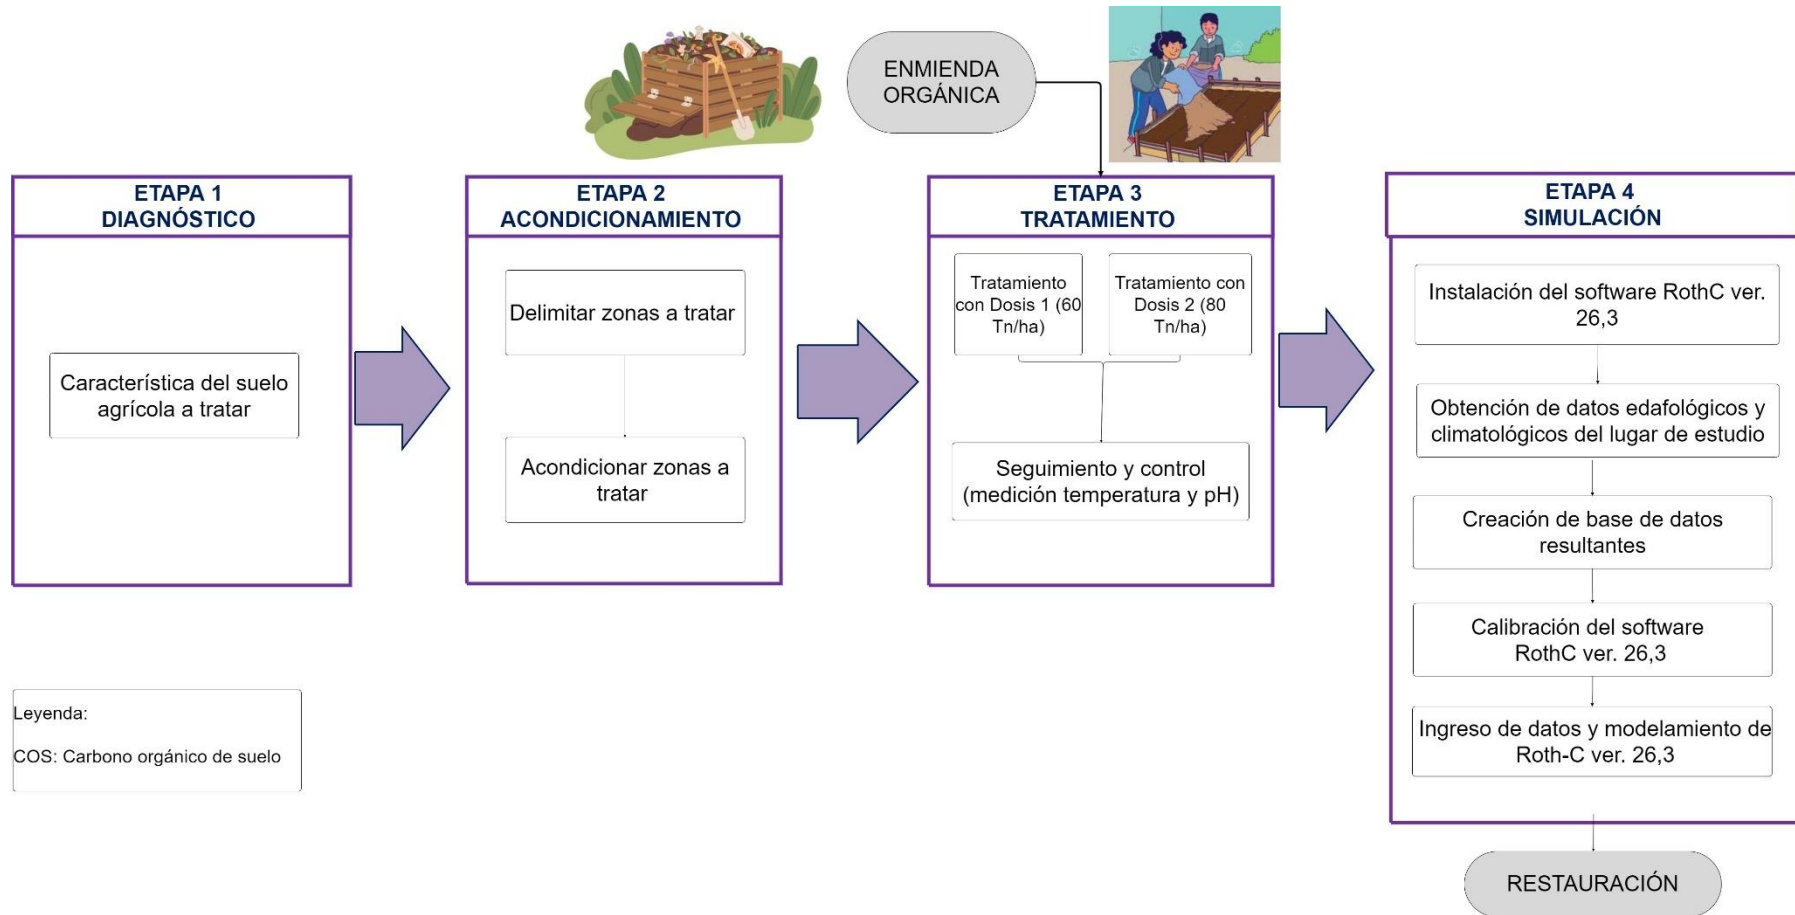 ENMIENDA
ORGÁNICA
ETAPA 1
DIAGNÓSTICO
Característica del suelo
agrícola a tratar
ETAPA 2
ACONDICIONAMIENTO
Delimitar zonas a tratar
Acondicionar zonas a
tratar
ETAPA 3
TRATAMIENTO
Tratamiento
con Dosis 1 (60
Tn/ha)
Tratamiento con
Dosis 2 (80
Tn/ha)
Seguimiento y control
(medición temperatura y pH)
ETAPA 4
SIMULACIÓN
Instalación del software RothC ver.
26,3
Obtención de datos edafológicos y
climatológicos del lugar de estudio
Creación de base de datos
resultantes
Calibración del software
RothC ver. 26,3
Ingreso de datos y modelamiento de
Roth-C ver. 26,3
RESTAURACIÓN
Leyenda:
COS: Carbono orgánico de suelo